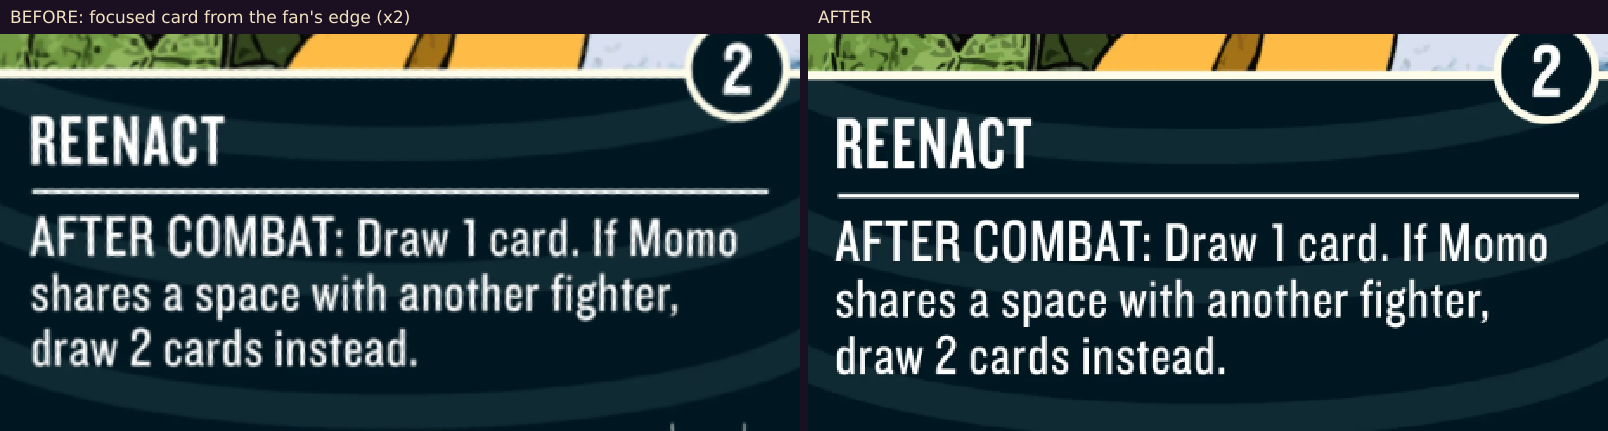 BEFORE: focused card from the fan's edge (x2)
2
REENACT
AFTER COMBAT: Draw 1 card. If Momo
shares a space with another fighter,
draw 2 cards instead.
AFTER
2
REENACT
AFTER COMBAT: Draw 1 card. If Momo
shares a space with another fighter,
draw 2 cards instead.